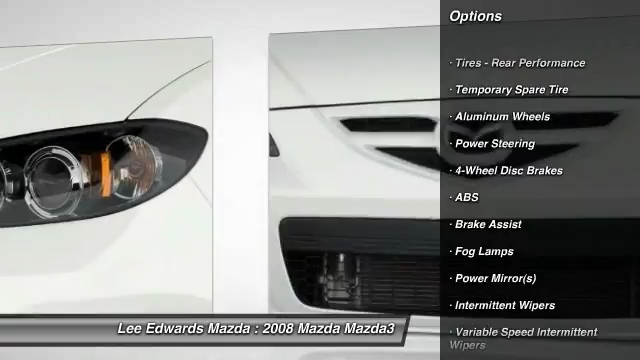 Options
· Tires - Rear Performance
· Temporary Spare Tire
· Aluminum Wheels
· Power Steering
· 4-Wheel Disc Brakes
· ABS
· Brake Assist
· Fog Lamps
· Power Mirror(s)
· Intermittent Wipers
· Variable Speed Intermittent
Wipers
Lee Edwards Mazda : 2008 Mazda Mazda3